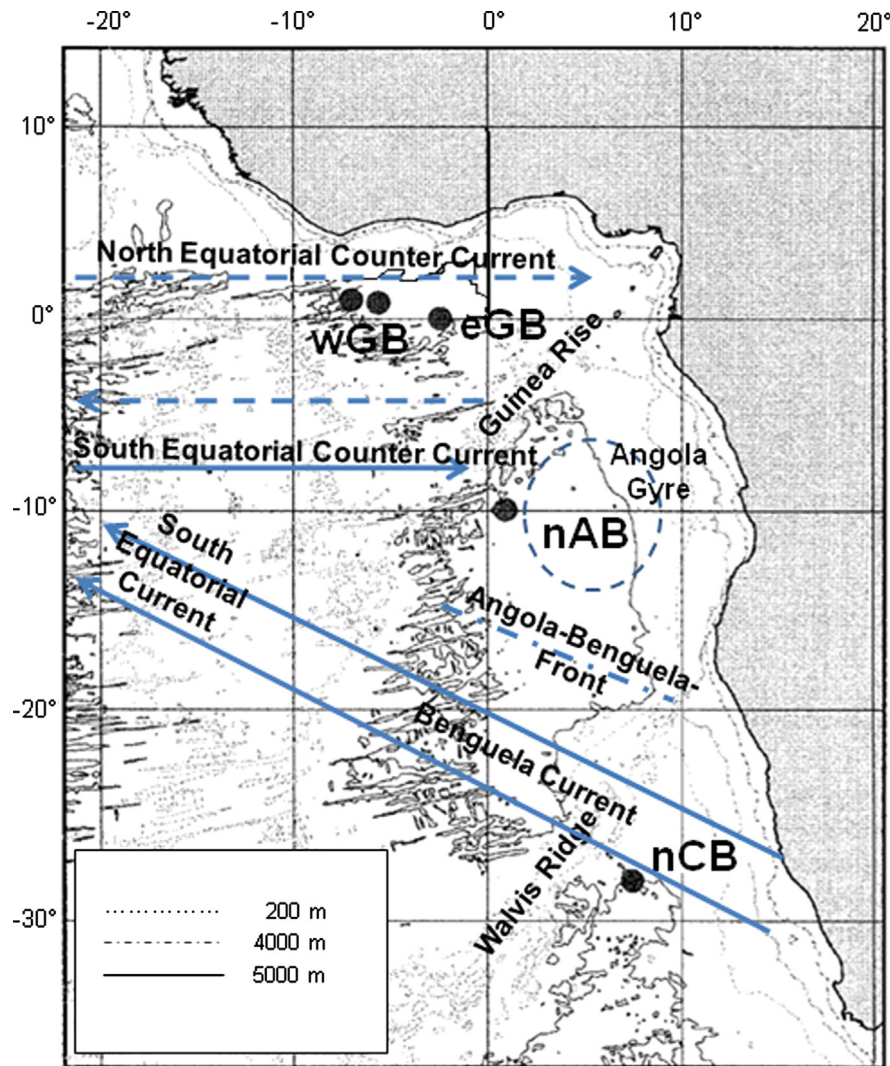 -20°
-10°
0°
10°
20°
10°
0°
-10°
-20°
-30°
North Equatorial Counter Current
wGB
eGB
Guinea Rise
South Equatorial Counter Current
Angola
Gyre
nAB
South
Equatorial
Current
Angola-Benguela-
Front
Benguela Current
nCB
Walvis Ridge
200 m
4000 m
5000 m